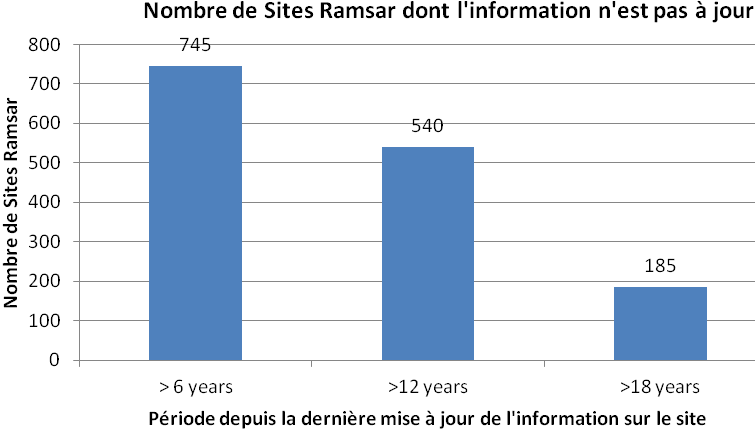 Nombre de Sites Ramsar dont l'information n'est pas à jour
800
700
600
500
400
300
200
100
0
Nombre de Sites Ramsar
745
540
185
> 6 years
>12 years
>18 years
Période depuis la dernière mise à jour de l'information sur le site